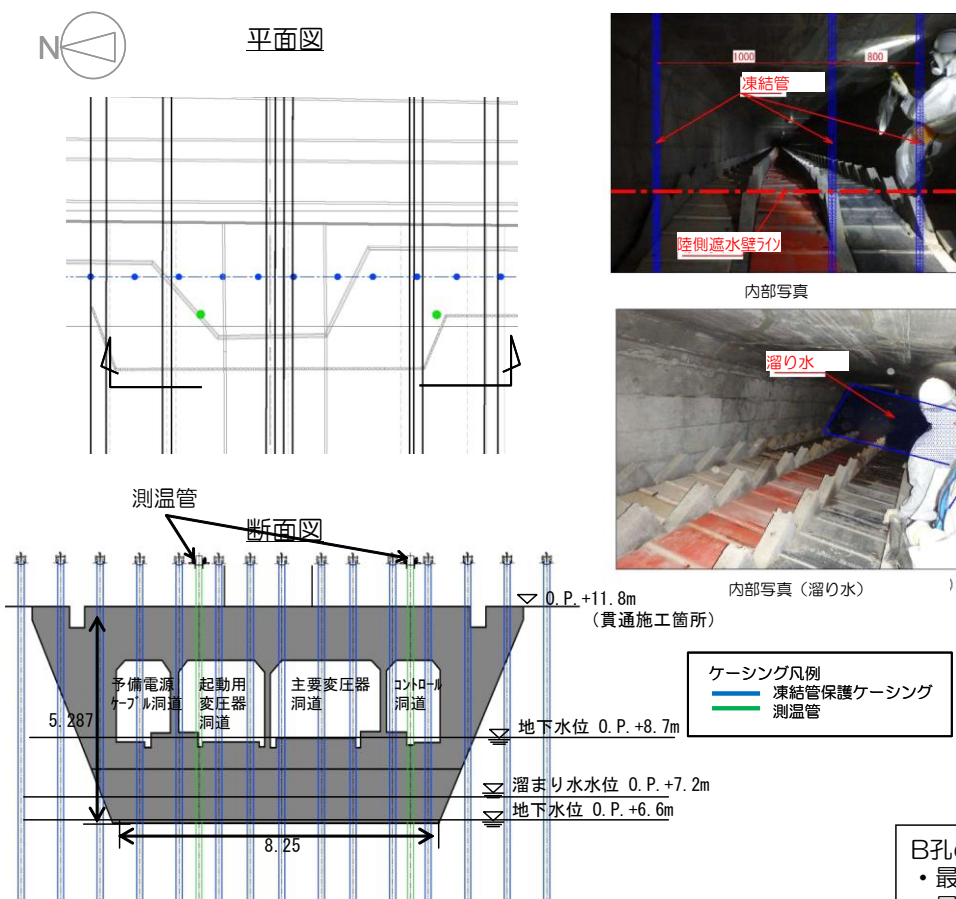 N
平面図
1000
800
凍結管
陸側遮水壁ライン
内部写真
溜り水
内部写真（溜り水）
)
測温管
断面図
O.P.+11.8m
（貫通施工箇所）
ケーシング凡例
凍結管保護ケーシング
測温管
予備電源
ケーブル洞道
起動用
変圧器
洞道
主要変圧器
洞道
コントロール
洞道
5.287
地下水位 O.P.+8.7m
溜まり水水位 O.P.+7.2m
地下水位 O.P.+6.6m
8.25
B孔
・最